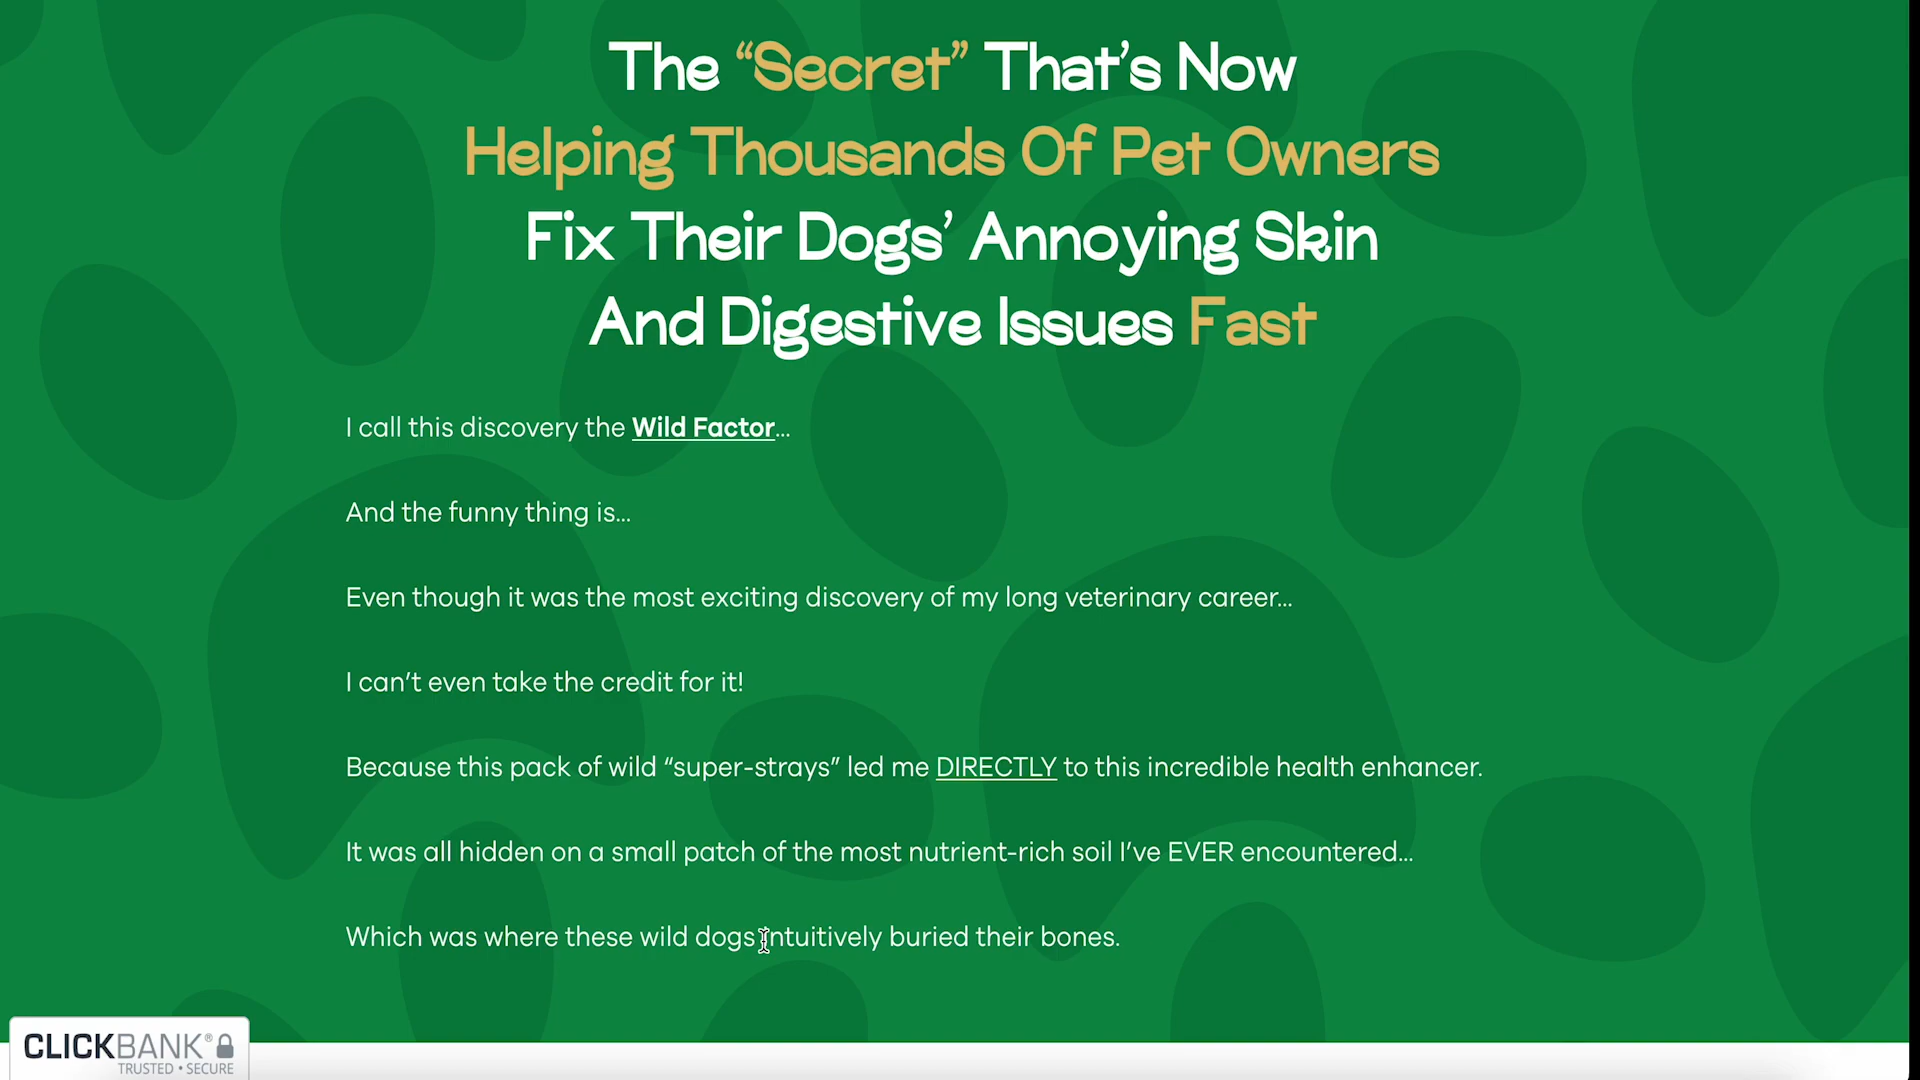 The “Secret” That’s Now
Helping Thousands Of Pet Owners
Fix Their Dogs’ Annoying Skin
And Digestive Issues Fast
I call this discovery the Wild Factor...
And the funny thing is...
Even though it was the most exciting discovery of my long veterinary career...
I can’t even take the credit for it!
Because this pack of wild “super-strays” led me DIRECTLY to this incredible health enhancer.
It was all hidden on a small patch of the most nutrient-rich soil I’ve EVER encountered...
Which was where these wild dogs intuitively buried their bones.
CLICKBANK®
TRUSTED • SECURE